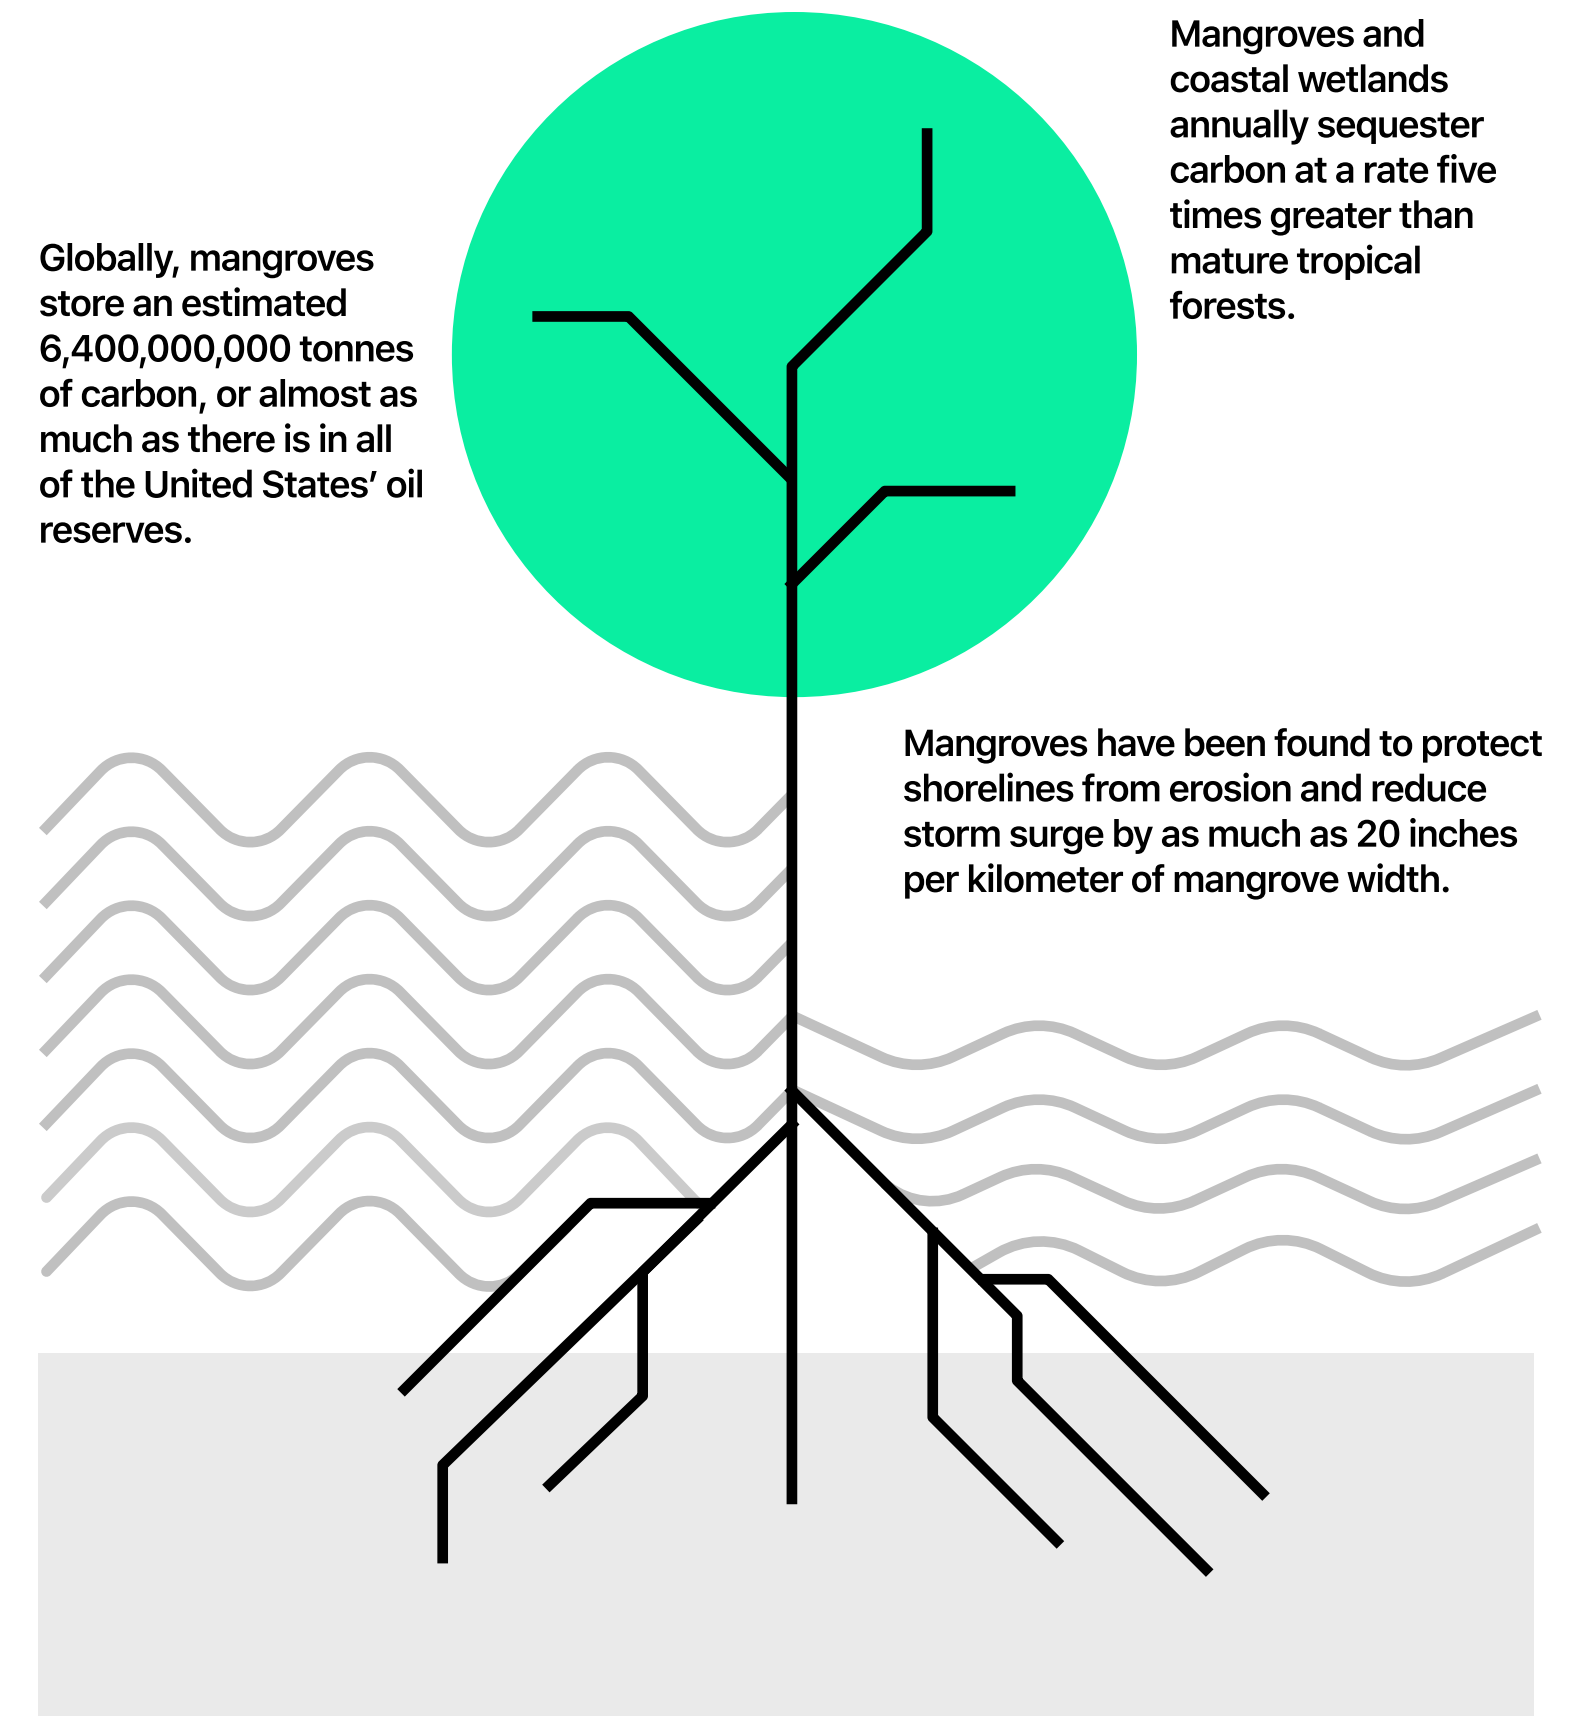 Mangroves and
coastal wetlands
annually sequester
carbon at a rate five
times greater than
mature tropical
forests.
Globally, mangroves
store an estimated
6,400,000,000 tonnes
of carbon, or almost as
much as there is in all
of the United States’ oil
reserves.
Mangroves have been found to protect
shorelines from erosion and reduce
storm surge by as much as 20 inches
per kilometer of mangrove width.